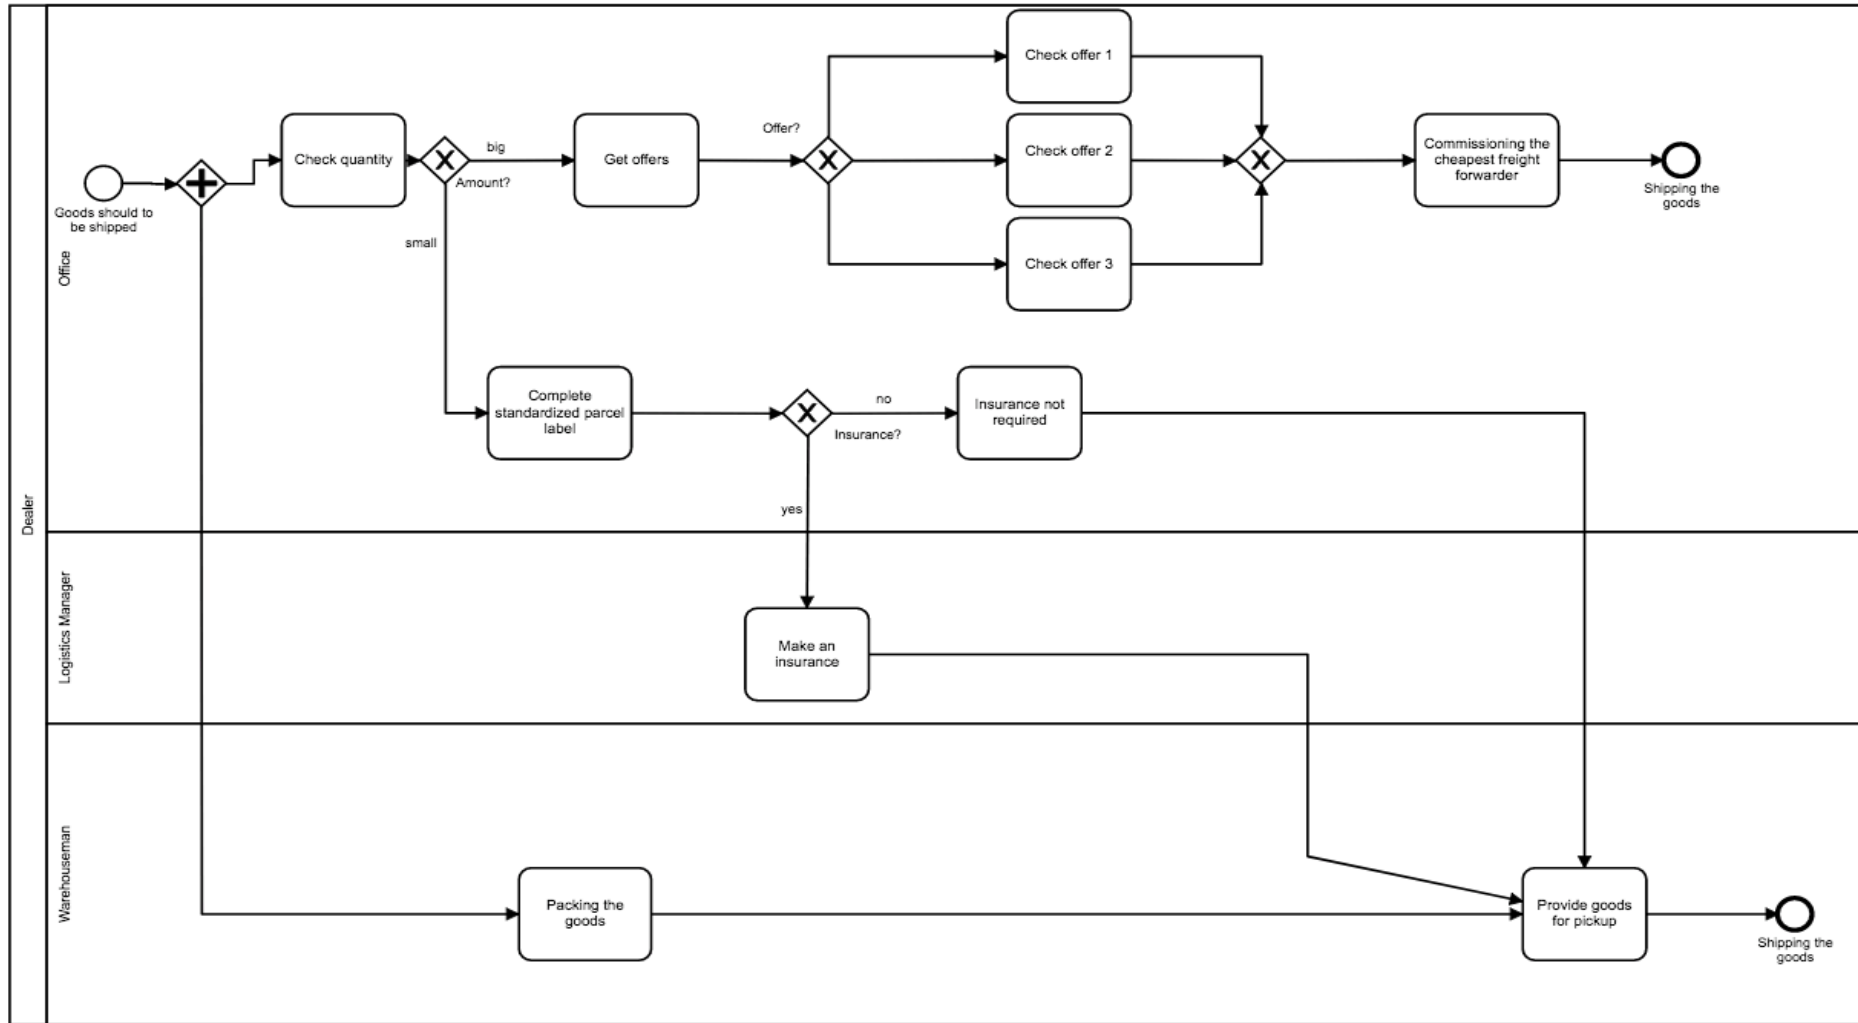 Dealer
Office
Goods should to
be shipped
Check quantity
big
Amount?
small
Get offers
Offer?
Check offer 1
Check offer 2
Check offer 3
Commissioning the
cheapest freight
forwarder
Shipping the
goods
Complete
standardized parcel
label
no
Insurance?
yes
Insurance not
required
Logistics Manager
Make an
insurance
Warehouseman
Packing the
goods
Provide goods
for pickup
Shipping the
goods